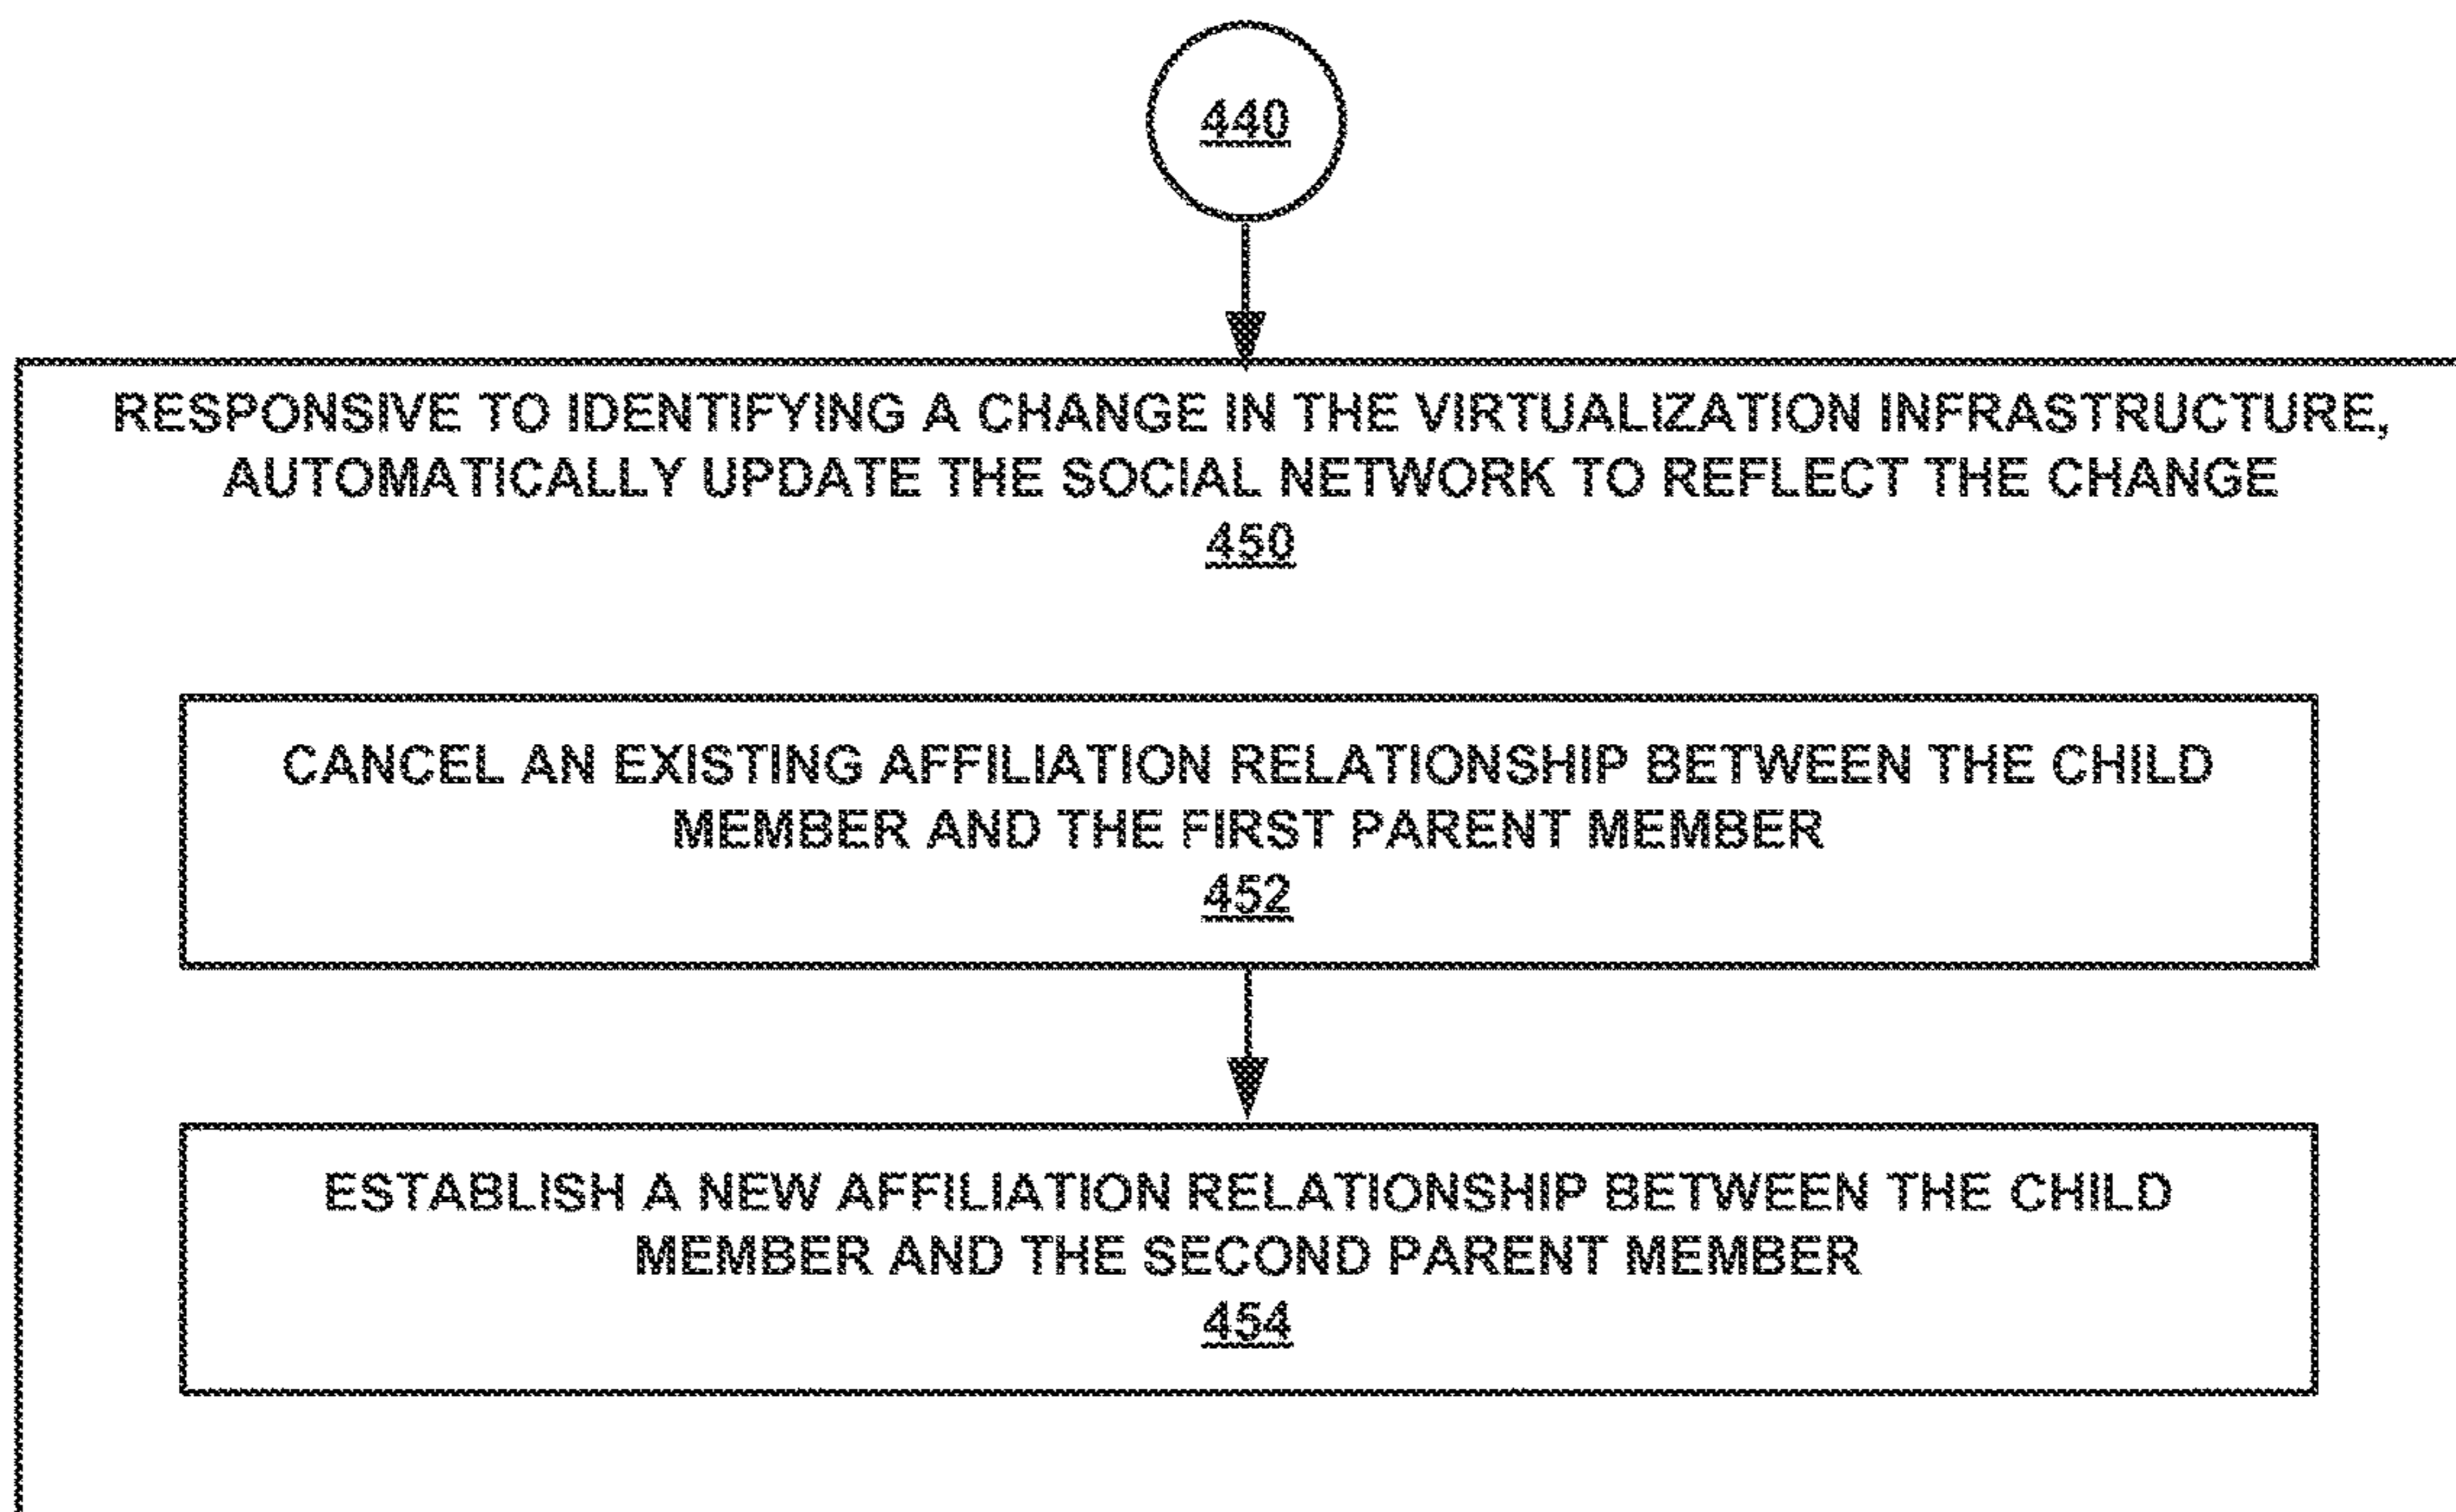 440
RESPONSIVE TO IDENTIFYING A CHANGE IN THE VIRTUALIZATION INFRASTRUCTURE,
AUTOMATICALLY UPDATE THE SOCIAL NETWORK TO REFLECT THE CHANGE
450
CANCEL AN EXISTING AFFILIATION RELATIONSHIP BETWEEN THE CHILD
MEMBER AND THE FIRST PARENT MEMBER
452
ESTABLISH A NEW AFFILIATION RELATIONSHIP BETWEEN THE CHILD
MEMBER AND THE SECOND PARENT MEMBER
454